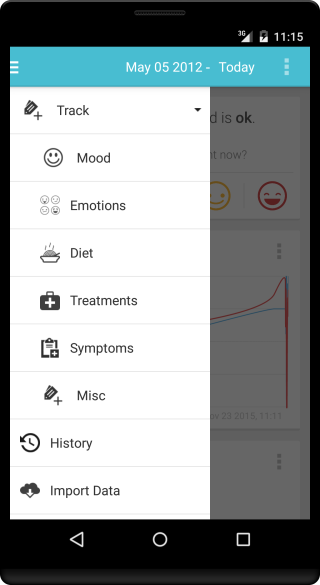 3G 11:15
May 05 2012 - Today
Track
d is ok.
Mood
nt now?
Emotions
Diet
Treatments
Symptoms
Misc
ov 23 2015, 11:11
History
Import Data